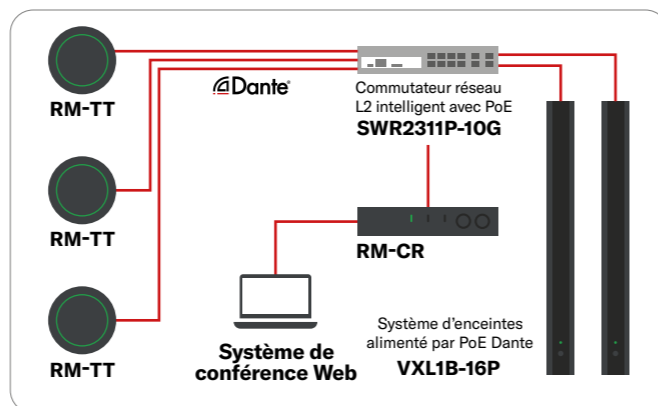 RM-TT
Dante®
Commutateur réseau
L2 intelligent avec PoE
SWR2311P-10G
RM-TT
RM-CR
RM-TT
Système de
conférence Web
Système d'enceintes
alimenté par PoE Dante
VXL1B-16P